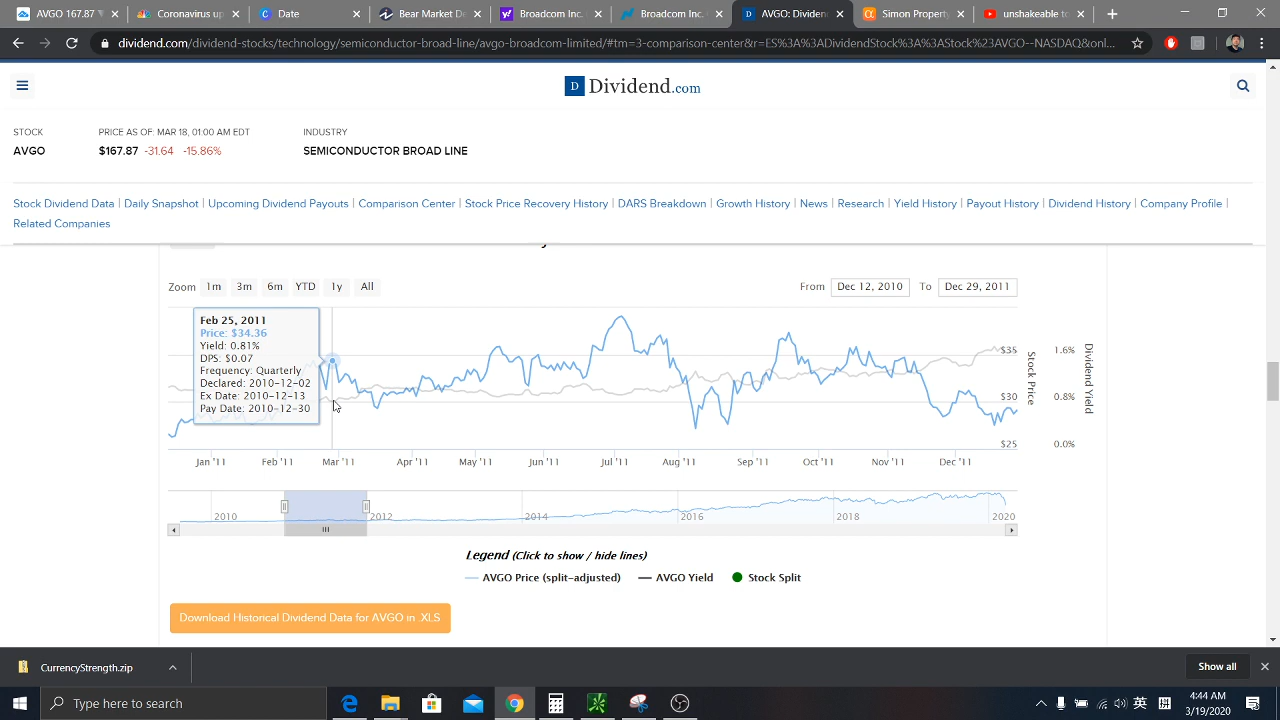 AVGO 167.87 ▼
Broadcom us
Date
Bear Market De
Broadcom Inc.
Broadcom Inc.
AVGO: Dividen
Simon Property
unshakeable to
dividend.com/dividend-stocks/technology/semiconductor-broad-line/avgo-broadcom-limited/#tm=3-comparison-center&r=ES%3A%3ADividendStock%3A%3AStock%23AVGO--NASDAQ&onl...
D Dividend.com
STOCK PRICE AS OF: MAR 18, 01:00 AM EDT INDUSTRY
AVGO $167.87 -31.64 -15.86% SEMICONDUCTOR BROAD LINE
Stock Dividend Data | Daily Snapshot | Upcoming Dividend Payouts | Comparison Center | Stock Price Recovery History | DARS Breakdown | Growth History | News | Research | Yield History | Payout History | Dividend History | Company Profile |
Related Companies
Zoom 1m 3m 6m YTD 1y All From Dec 12, 2010 To Dec 29, 2011
Feb 25, 2011
Price: $34.36
Yield: 0.81%
DPS: $0.07
Frequency: Quarterly
Declared: 2010-12-02
Ex Date: 2010-12-13
Pay Date: 2010-12-30
$35 1.6%
$30 0.8%
$25 0.0%
Stock Price
Dividend Yield
Jan '11 Feb '11 Mar '11 Apr '11 May '11 Jun '11 Jul '11 Aug '11 Sep '11 Oct '11 Nov '11 Dec '11
2010 2012 2014 2016 2018 2020
Legend (Click to show / hide lines)
AVGO Price (split-adjusted) AVGO Yield Stock Split
Download Historical Dividend Data for AVGO in .XLS
CurrencyStrength.zip
Show all
Type here to search
英 拼
4:44 AM
3/19/2020